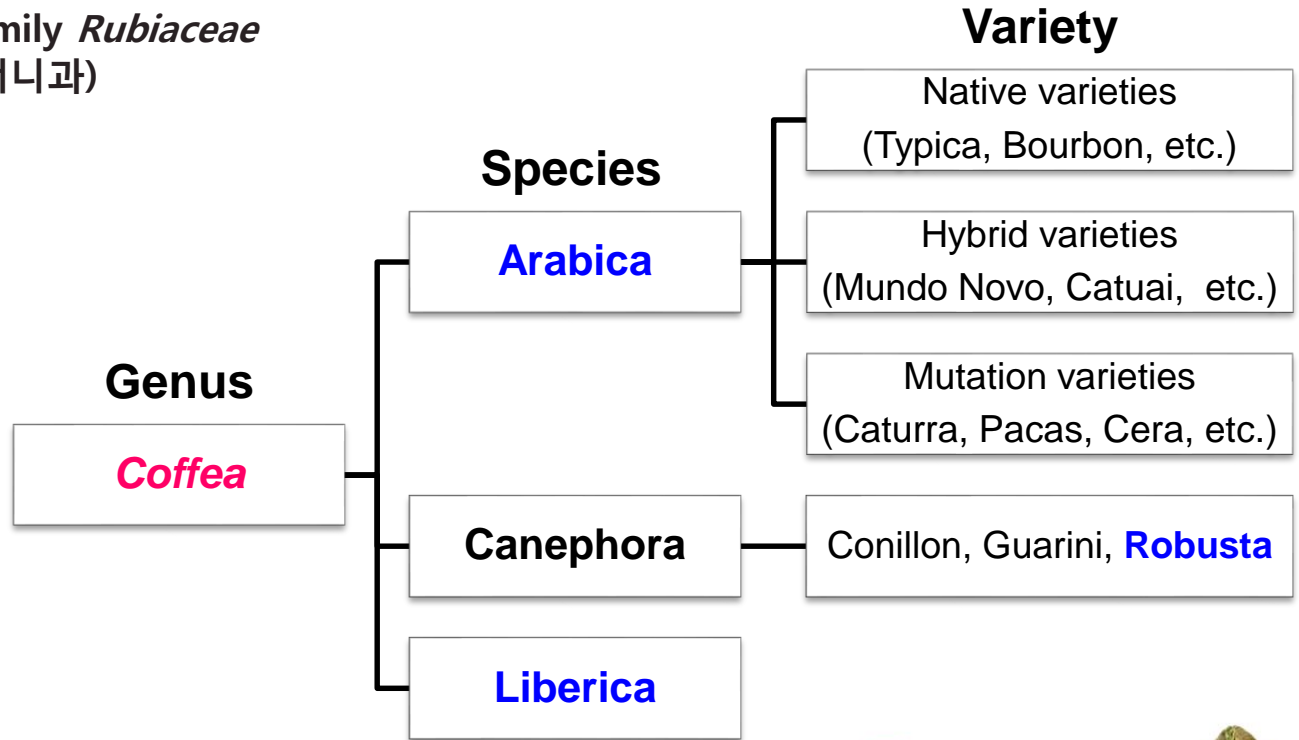 mily Rubiaceae
니과)
Variety
Native varieties
(Typica, Bourbon, etc.)
Species
Arabica
Hybrid varieties
(Mundo Novo, Catuai, etc.)
Mutation varieties
(Caturra, Pacas, Cera, etc.)
Genus
Coffea
Canephora
Conillon, Guarini, Robusta
Liberica